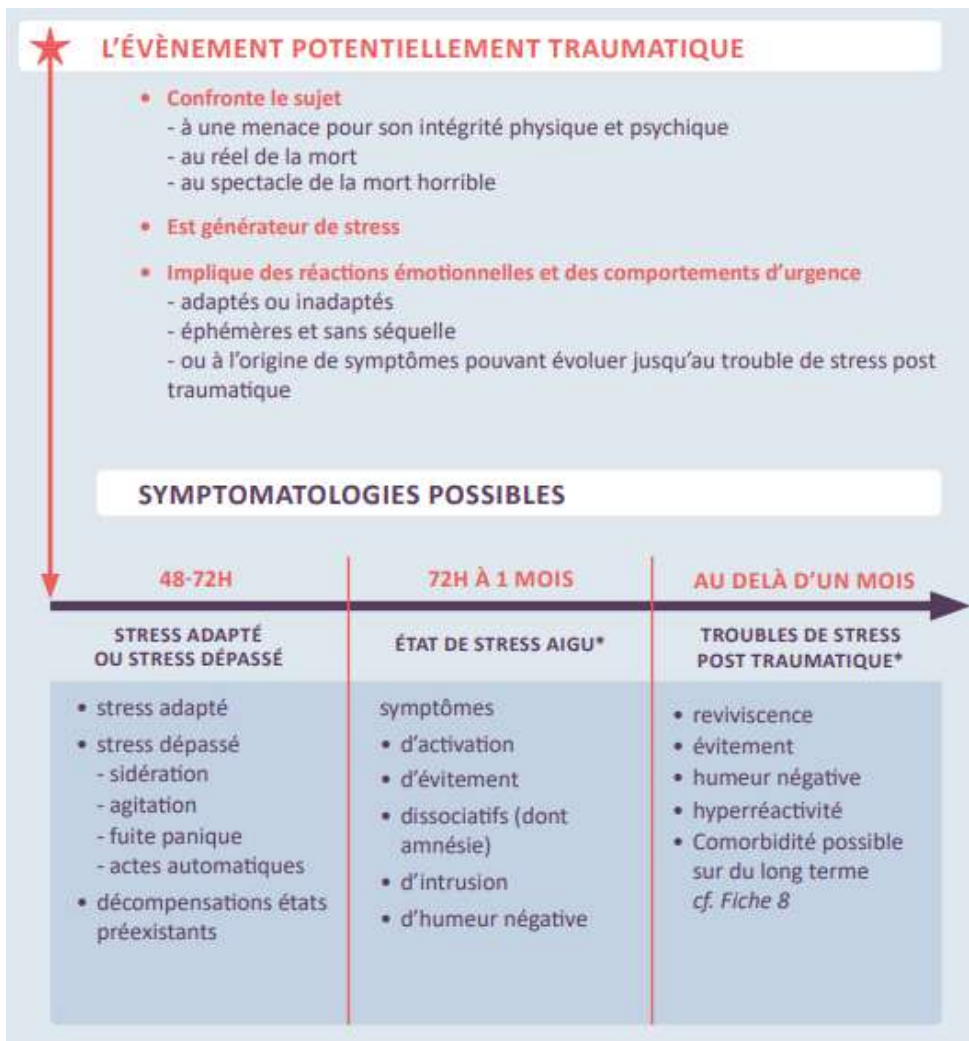 L'ÉVÈNEMENT POTENTIELLEMENT TRAUMATIQUE
• Confronte le sujet
- à une menace pour son intégrité physique et psychique
- au réel de la mort
- au spectacle de la mort horrible
• Est générateur de stress
• Implique des réactions émotionnelles et des comportements d'urgence
- adaptés ou inadaptés
- éphémères et sans séquelle
- ou à l'origine de symptômes pouvant évoluer jusqu'au trouble de stress post
traumatique
SYMPTOMATOLOGIES POSSIBLES
48-72H
STRESS ADAPTÉ
OU STRESS DÉPASSÉ
• stress adapté
• stress dépassé
- sidération
- agitation
- fuite panique
- actes automatiques
• décompensations états
préexistants
72H À 1 MOIS
ÉTAT DE STRESS AIGU*
symptômes
• d'activation
• d'évitement
• dissociatifs (dont
amnésie)
• d'intrusion
• d'humeur négative
AU DELÀ D'UN MOIS
TROUBLES DE STRESS
POST TRAUMATIQUE*
• reviviscence
• évitement
• humeur négative
• hyperréactivité
• Comorbidité possible
sur du long terme
cf. Fiche 8